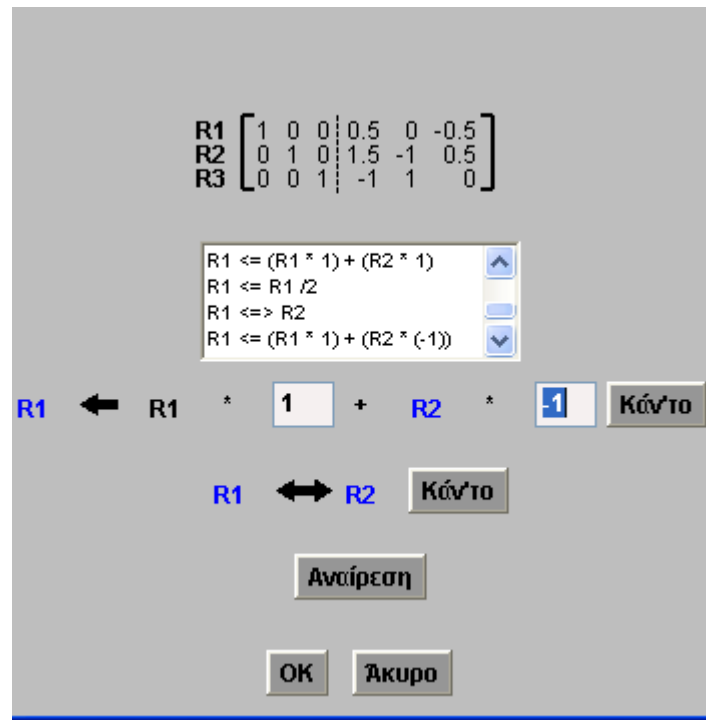 R1 1 0 0 0.5 0 -0.5
R2 0 1 0 1.5 -1 0.5
R3 0 0 1 -1 1 0
R1 <= (R1 * 1) + (R2 * 1)
R1 <= R1 /2
R1 <=> R2
R1 <= (R1 * 1) + (R2 * (-1))
R1 R1 * 1 + R2 * -1 Κάν'το
R1 R2 Κάν'το
Αναίρεση
OK Άκυρο